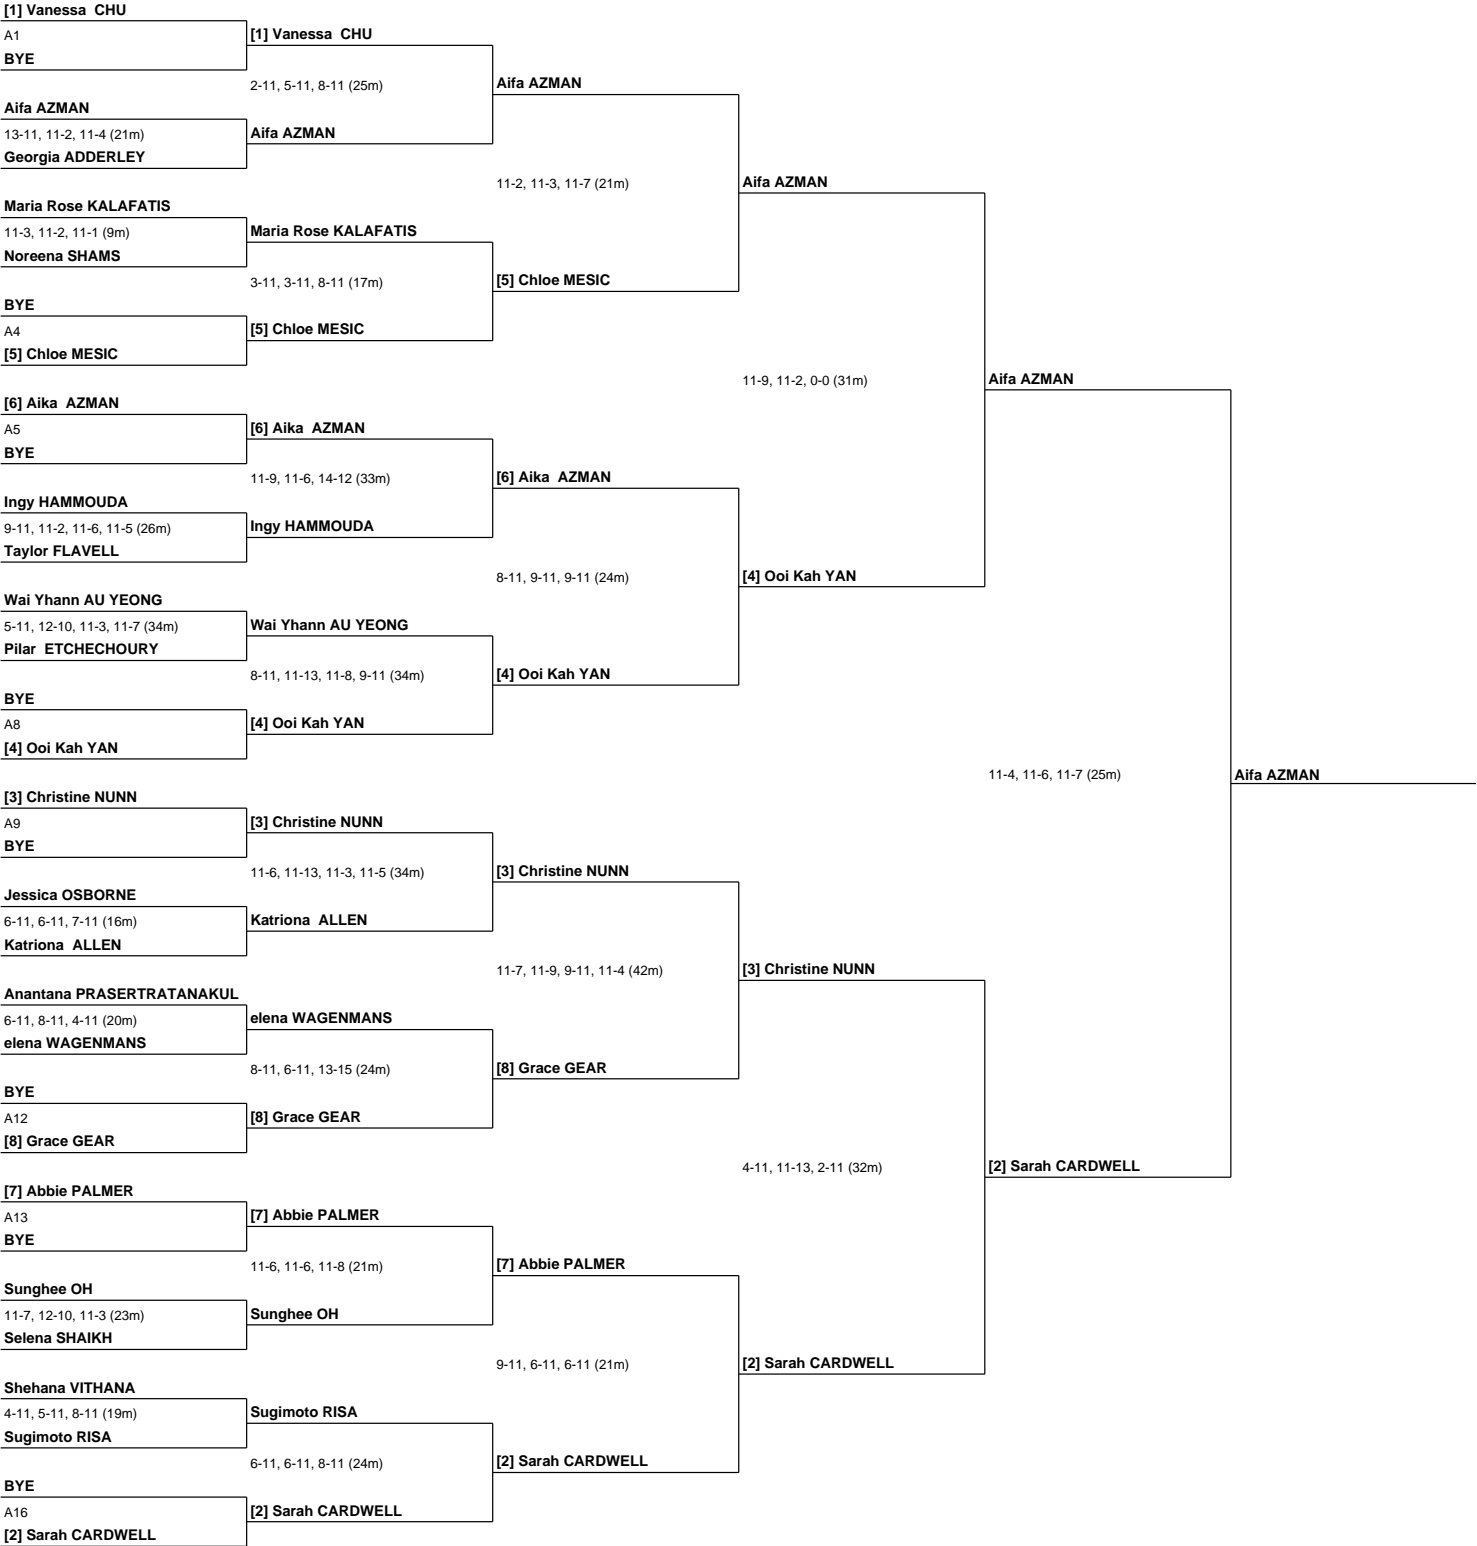 [1] Vanessa  CHU
A1
[1] Vanessa  CHU
BYE
2-11, 5-11, 8-11 (25m)
Aifa AZMAN
Aifa AZMAN
13-11, 11-2, 11-4 (21m)
Aifa AZMAN
Georgia ADDERLEY
11-2, 11-3, 11-7 (21m)
Aifa AZMAN
Maria Rose KALAFATIS
11-3, 11-2, 11-1 (9m)
Maria Rose KALAFATIS
Noreena SHAMS
3-11, 3-11, 8-11 (17m)
[5] Chloe MESIC
BYE
A4
[5] Chloe MESIC
[5] Chloe MESIC
11-9, 11-2, 0-0 (31m)
Aifa AZMAN
[6] Aika  AZMAN
A5
[6] Aika  AZMAN
BYE
11-9, 11-6, 14-12 (33m)
[6] Aika  AZMAN
Ingy HAMMOUDA
9-11, 11-2, 11-6, 11-5 (26m)
Ingy HAMMOUDA
Taylor FLAVELL
8-11, 9-11, 9-11 (24m)
[4] Ooi Kah YAN
Wai Yhann AU YEONG
5-11, 12-10, 11-3, 11-7 (34m)
Wai Yhann AU YEONG
Pilar  ETCHECHOURY
8-11, 11-13, 11-8, 9-11 (34m)
[4] Ooi Kah YAN
BYE
A8
[4] Ooi Kah YAN
[4] Ooi Kah YAN
11-4, 11-6, 11-7 (25m)
Aifa AZMAN
[3] Christine NUNN
A9
[3] Christine NUNN
BYE
11-6, 11-13, 11-3, 11-5 (34m)
[3] Christine NUNN
Jessica OSBORNE
6-11, 6-11, 7-11 (16m)
Katriona  ALLEN
Katriona  ALLEN
11-7, 11-9, 9-11, 11-4 (42m)
[3] Christine NUNN
Anantana PRASERTRATANAKUL
6-11, 8-11, 4-11 (20m)
elena WAGENMANS
elena WAGENMANS
8-11, 6-11, 13-15 (24m)
[8] Grace GEAR
BYE
A12
[8] Grace GEAR
[8] Grace GEAR
4-11, 11-13, 2-11 (32m)
[2] Sarah CARDWELL
[7] Abbie PALMER
A13
[7] Abbie PALMER
BYE
11-6, 11-6, 11-8 (21m)
[7] Abbie PALMER
Sunghee OH
11-7, 12-10, 11-3 (23m)
Sunghee OH
Selena SHAIKH
9-11, 6-11, 6-11 (21m)
[2] Sarah CARDWELL
Shehana VITHANA
4-11, 5-11, 8-11 (19m)
Sugimoto RISA
Sugimoto RISA
6-11, 6-11, 8-11 (24m)
[2] Sarah CARDWELL
BYE
A16
[2] Sarah CARDWELL
[2] Sarah CARDWELL